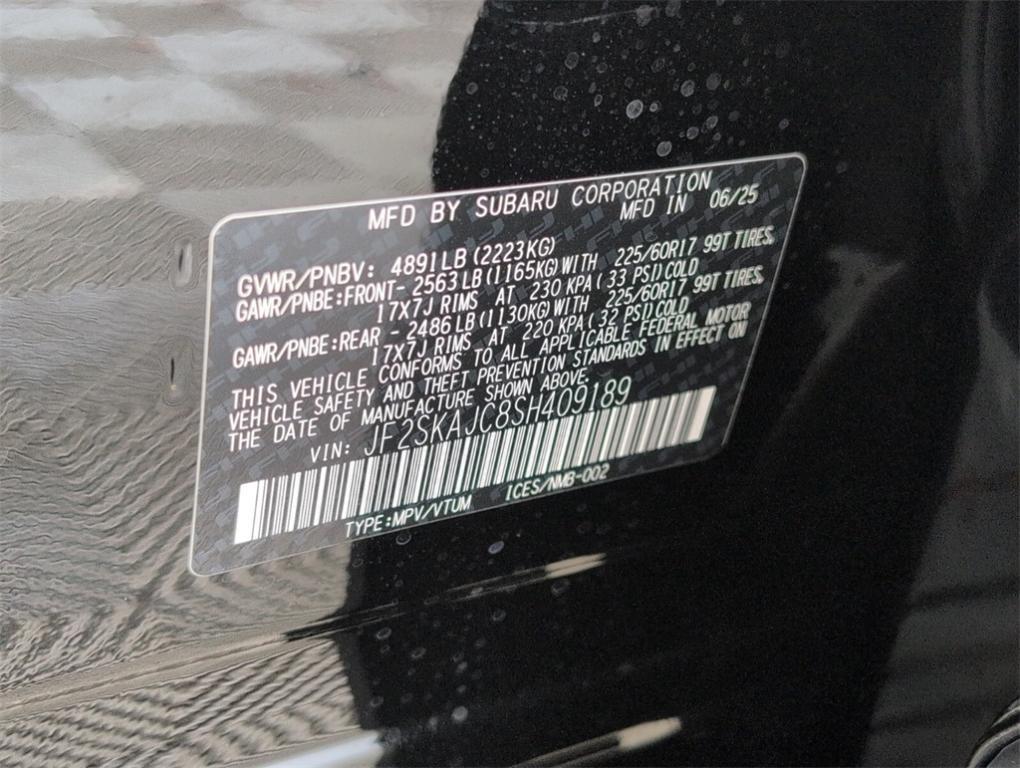 MFD BY SUBARU CORPORATION
MFD IN 06/25
GVWR/PNBV: 4891LB (2223KG)
GAWR/PNBE:FRONT- 2563LB (1165KG) WITH 225/60R17 99T TIRES,
17X7J RIMS AT 230 KPA (33 PSI) COLD
GAWR/PNBE:REAR - 2486LB (1130KG) WITH 225/60R17 99T TIRES,
17X7J RIMS AT 220 KPA (32 PSI) COLD
THIS VEHICLE CONFORMS TO ALL APPLICABLE FEDERAL MOTOR
VEHICLE SAFETY AND THEFT PREVENTION STANDARDS IN EFFECT ON
THE DATE OF MANUFACTURE SHOWN ABOVE.
VIN: JF2SKAJC8SH409189
TYPE:MPV/VTUM ICES/NMB-002